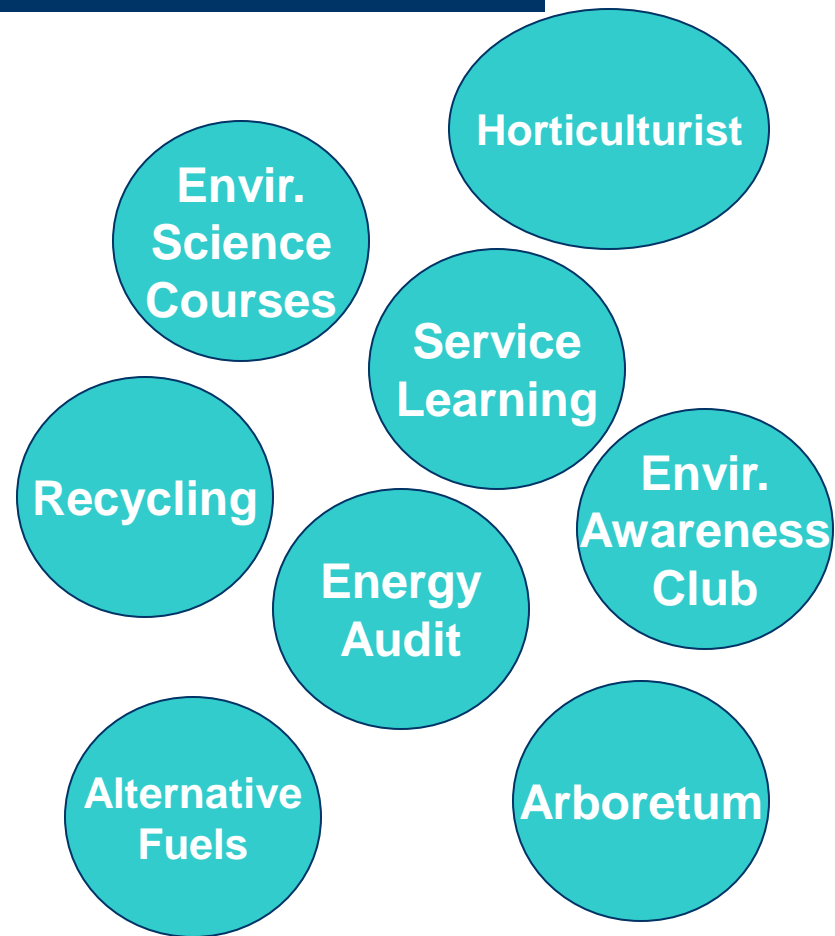 Horticulturist
Envir.
Science
Courses
Service
Learning
Recycling
Envir.
Awareness
Club
Energy
Audit
Alternative
Fuels
Arboretum